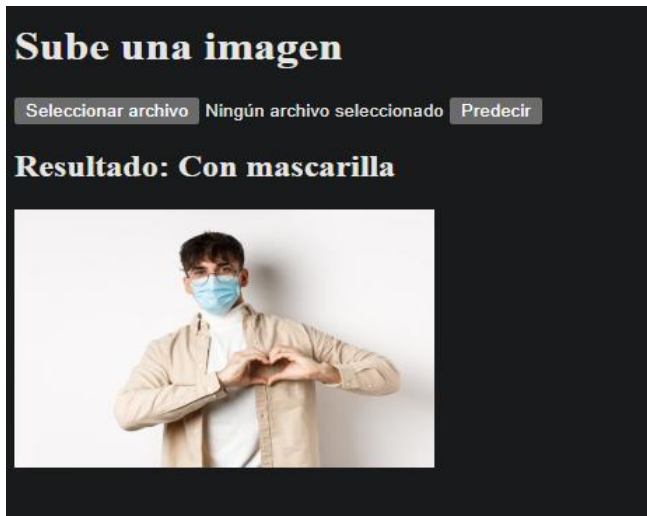 Sube una imagen
Seleccionar archivo Ningún archivo seleccionado Predecir
Resultado: Con mascarilla